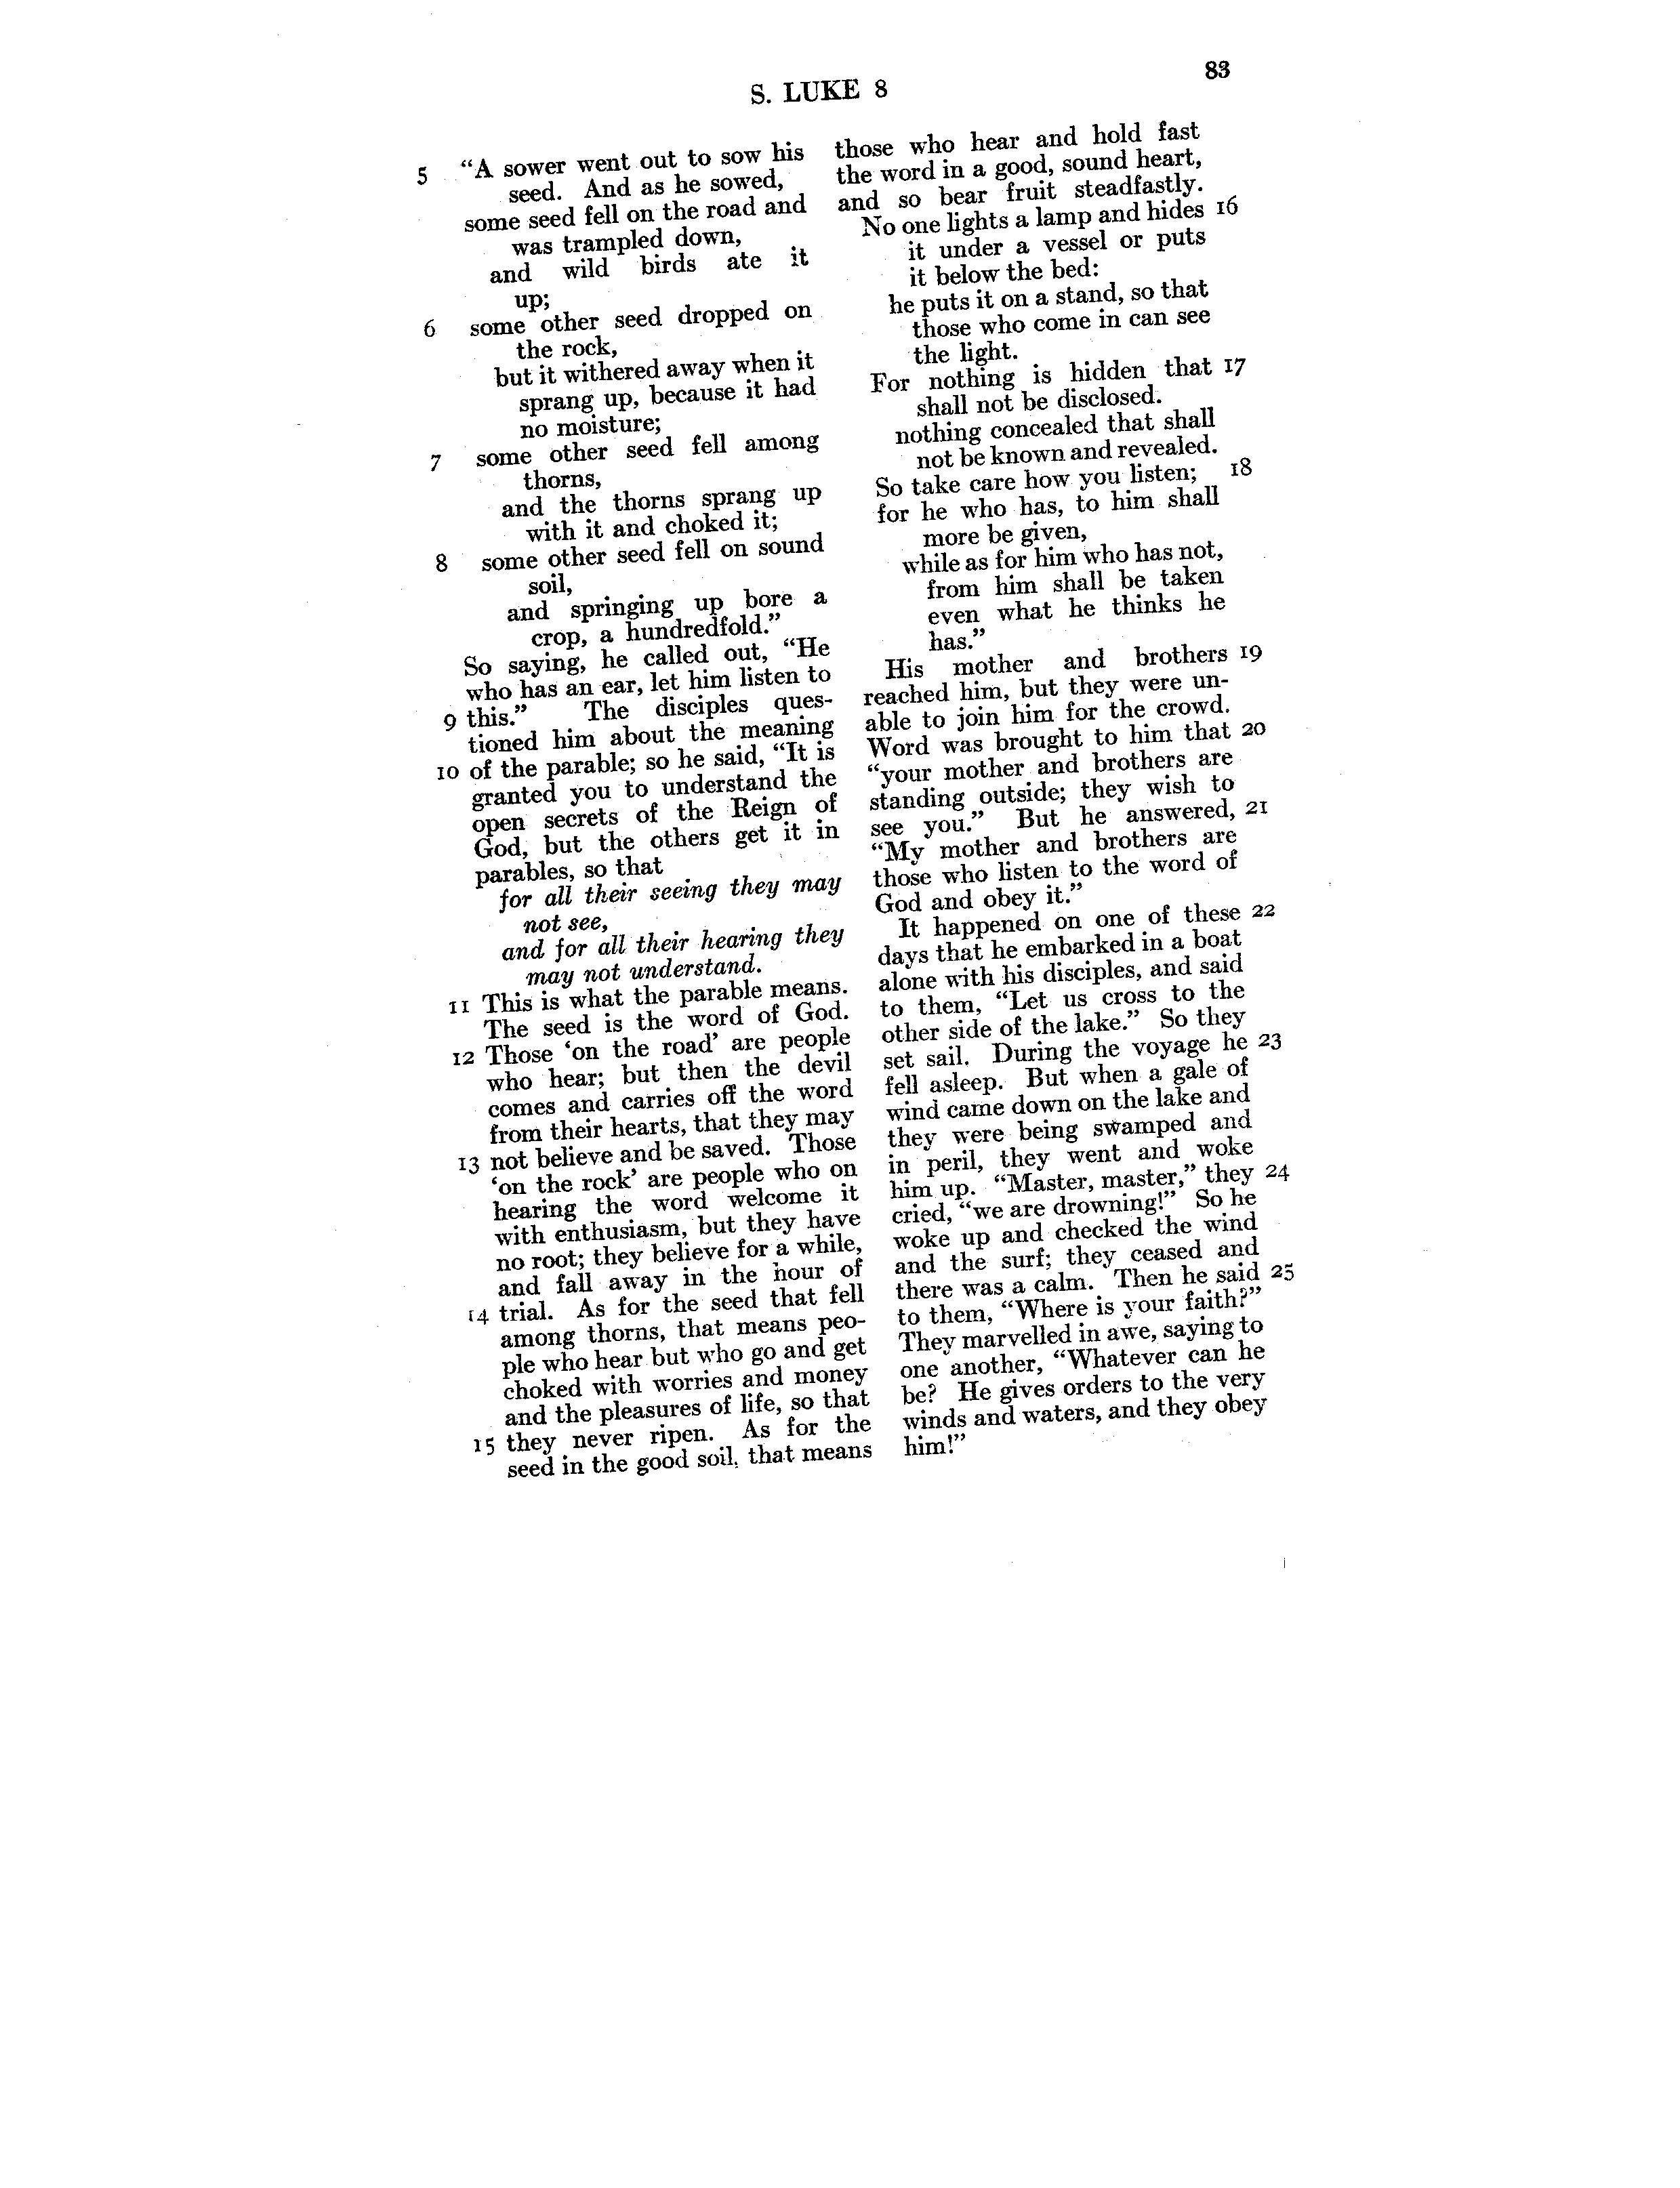 S. LUKE 8
83
5 “A sower went out to sow his
seed. And as he sowed,
some seed fell on the road and
was trampled down,
and wild birds ate it
up;
6 some other seed dropped on
the rock,
but it withered away when it
sprang up, because it had
no moisture;
7 some other seed fell among
thorns,
and the thorns sprang up
with it and choked it;
8 some other seed fell on sound
soil,
and springing up bore a
crop, a hundredfold.”
So saying, he called out, “He
who has an ear, let him listen to
9 this.” The disciples ques-
tioned him about the meaning
10 of the parable; so he said, “It is
granted you to understand the
open secrets of the Reign of
God, but the others get it in
parables, so that
for all their seeing they may
not see,
and for all their hearing they
may not understand.
11 This is what the parable means.
The seed is the word of God.
12 Those ‘on the road’ are people
who hear; but then the devil
comes and carries off the word
from their hearts, that they may
13 not believe and be saved. Those
‘on the rock’ are people who on
hearing the word welcome it
with enthusiasm, but they have
no root; they believe for a while,
and fall away in the hour of
14 trial. As for the seed that fell
among thorns, that means peo-
ple who hear but who go and get
choked with worries and money
and the pleasures of life, so that
15 they never ripen. As for the
seed in the good soil, that means
those who hear and hold fast
the word in a good, sound heart,
and so bear fruit steadfastly.
No one lights a lamp and hides 16
it under a vessel or puts
it below the bed:
he puts it on a stand, so that
those who come in can see
the light.
For nothing is hidden that 17
shall not be disclosed.
nothing concealed that shall
not be known and revealed.
So take care how you listen; 18
for he who has, to him shall
more be given,
while as for him who has not,
from him shall be taken
even what he thinks he
has.”
His mother and brothers 19
reached him, but they were un-
able to join him for the crowd.
Word was brought to him that 20
“your mother and brothers are
standing outside; they wish to
see you.” But he answered, 21
“My mother and brothers are
those who listen to the word of
God and obey it.”
It happened on one of these 22
days that he embarked in a boat
alone with his disciples, and said
to them, “Let us cross to the
other side of the lake.” So they
set sail. During the voyage he 23
fell asleep. But when a gale of
wind came down on the lake and
they were being swamped and
in peril, they went and woke
him up. “Master, master,” they 24
cried, “we are drowning!” So he
woke up and checked the wind
and the surf; they ceased and
there was a calm. Then he said 25
to them, “Where is your faith?”
They marvelled in awe, saying to
one another, “Whatever can he
be? He gives orders to the very
winds and waters, and they obey
him!”